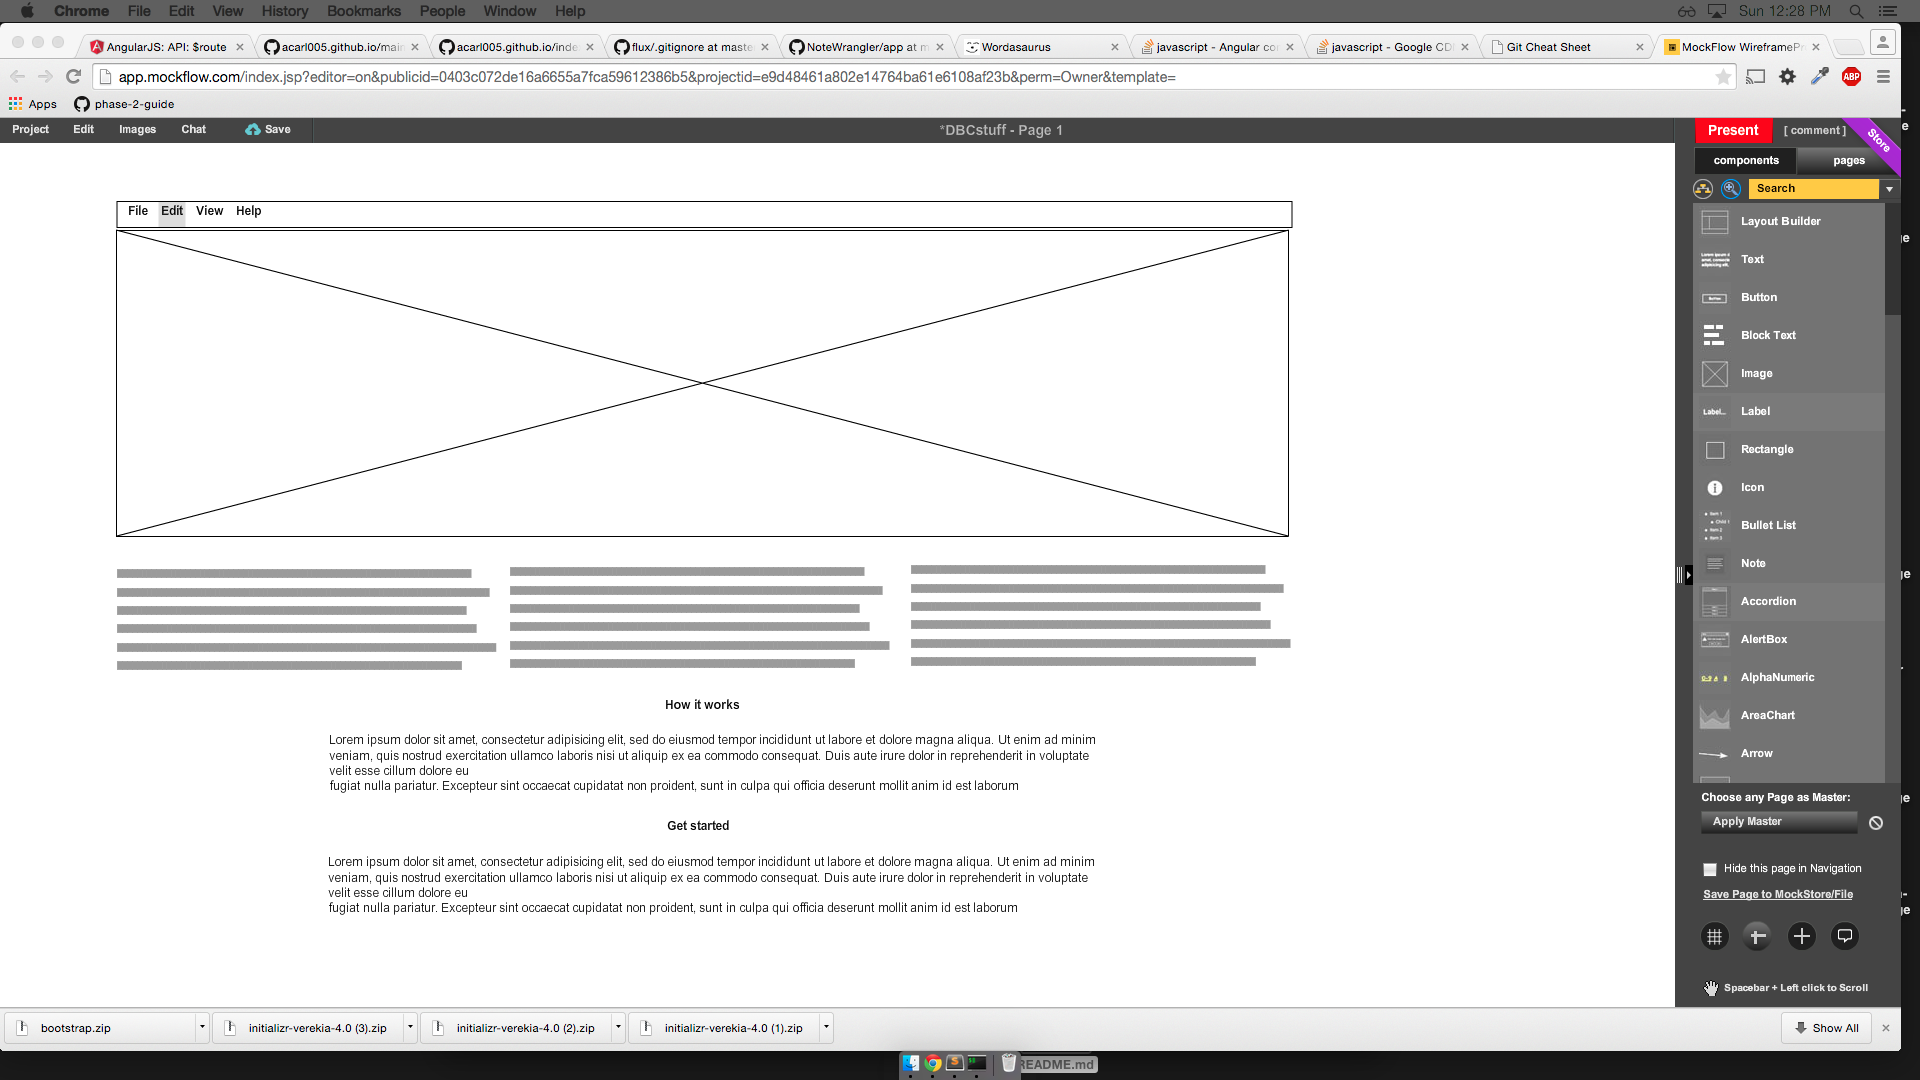 Chrome File Edit View History Bookmarks People Window Help Sun 12:28 PM
AngularJS: API: $route acarl005.github.io/main acarl005.github.io/inde flux/.gitignore at maste NoteWrangler/app at m Wordasaurus javascript - Angular co javascript - Google CD Git Cheat Sheet MockFlow WireframePr
app.mockflow.com/index.jsp?editor=on&publicid=0403c072de16a6655a7fca59612386b5&projectid=e9d48461a802e14764ba61e6108af23b&perm=Owner&template= ABP
Apps phase-2-guide
Project Edit Images Chat Save *DBCstuff - Page 1 Present [ comment ] Store
components pages
Search
File Edit View Help
Layout Builder
Text
Button
Block Text
Image
Label... Label
Rectangle
Icon
Bullet List
Note
Accordion
AlertBox
AlphaNumeric
AreaChart
Arrow
How it works
Lorem ipsum dolor sit amet, consectetur adipisicing elit, sed do eiusmod tempor incididunt ut labore et dolore magna aliqua. Ut enim ad minim
veniam, quis nostrud exercitation ullamco laboris nisi ut aliquip ex ea commodo consequat. Duis aute irure dolor in reprehenderit in voluptate
velit esse cillum dolore eu
fugiat nulla pariatur. Excepteur sint occaecat cupidatat non proident, sunt in culpa qui officia deserunt mollit anim id est laborum
Get started
Lorem ipsum dolor sit amet, consectetur adipisicing elit, sed do eiusmod tempor incididunt ut labore et dolore magna aliqua. Ut enim ad minim
veniam, quis nostrud exercitation ullamco laboris nisi ut aliquip ex ea commodo consequat. Duis aute irure dolor in reprehenderit in voluptate
velit esse cillum dolore eu
fugiat nulla pariatur. Excepteur sint occaecat cupidatat non proident, sunt in culpa qui officia deserunt mollit anim id est laborum
Choose any Page as Master:
Apply Master
Hide this page in Navigation
Save Page to MockStore/File
Spacebar + Left click to Scroll
bootstrap.zip initializr-verekia-4.0 (3).zip initializr-verekia-4.0 (2).zip initializr-verekia-4.0 (1).zip Show All
README.md